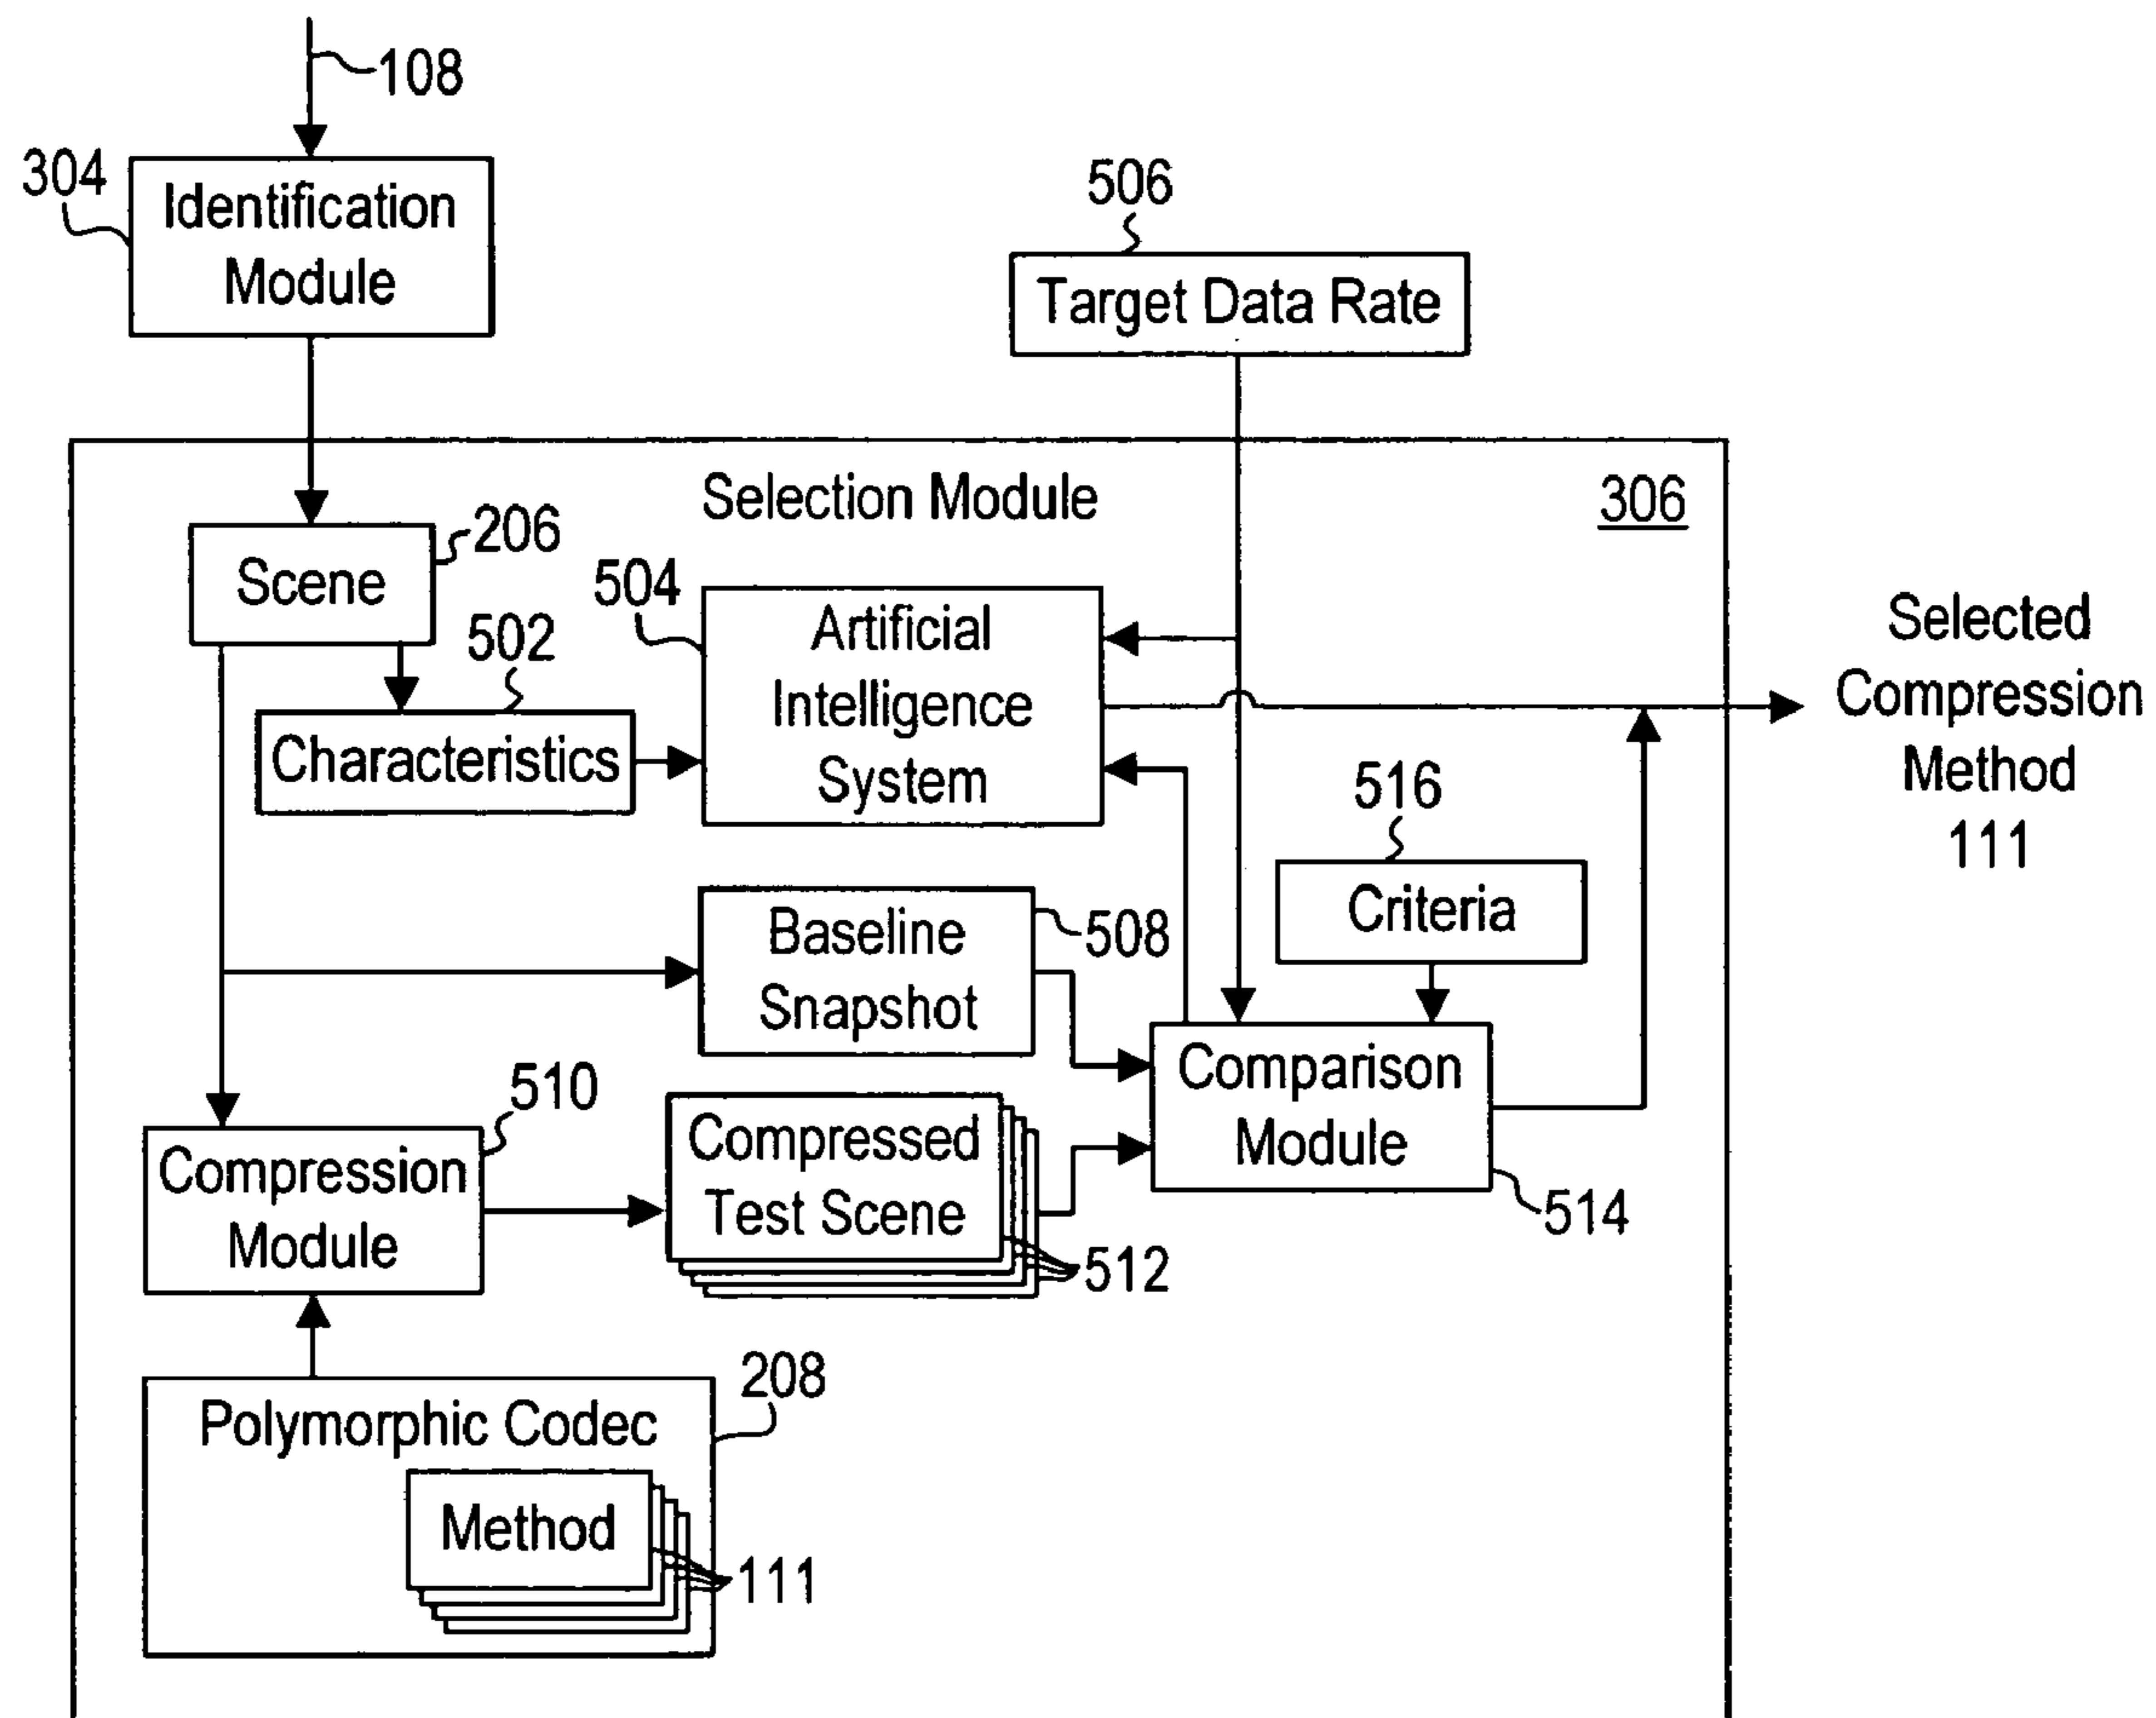 108
304
Identification
Module
506
Target Data Rate
Selection Module
306
206
Scene
504
Artificial
Intelligence
System
502
Characteristics
Selected
Compression
Method
111
516
Criteria
Baseline
Snapshot
508
Comparison
Module
514
510
Compression
Module
Compressed
Test Scene
512
208
Polymorphic Codec
Method
111